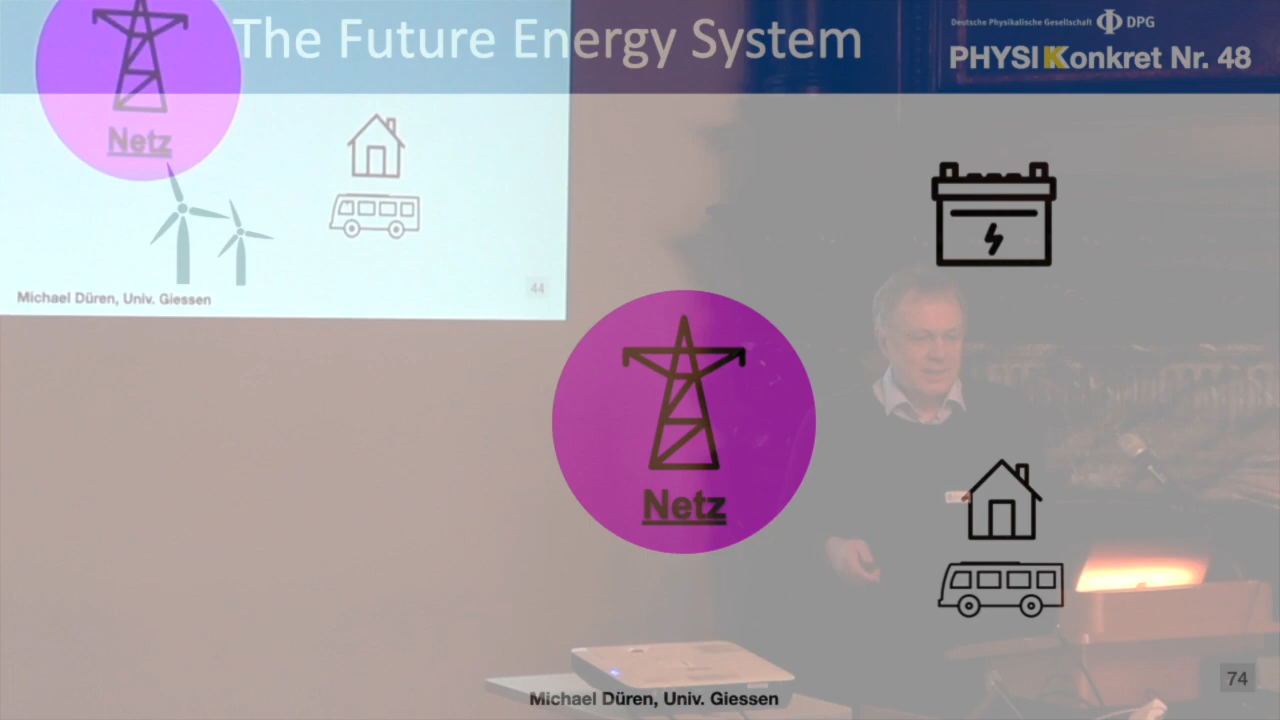 The Future Energy System
Deutsche Physikalische Gesellschaft DPG
PHYSIKonkret Nr. 48
Netz
Michael Düren, Univ. Giessen
44
Netz
Michael Düren, Univ. Giessen
74